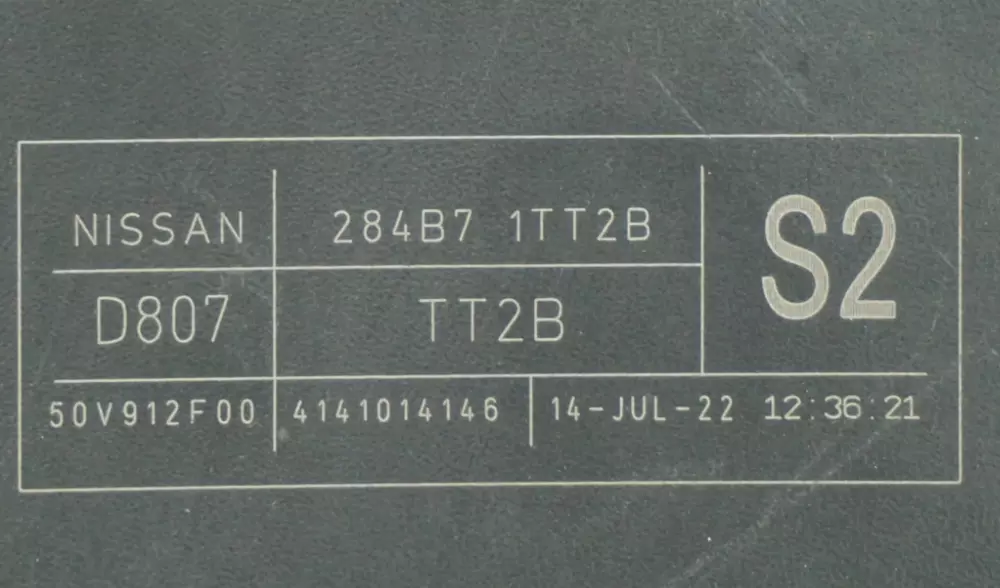 NISSAN 284B7 1TT2B S2
D807 TT2B
50V912F00 4141014146 14-JUL-22 12:36:21